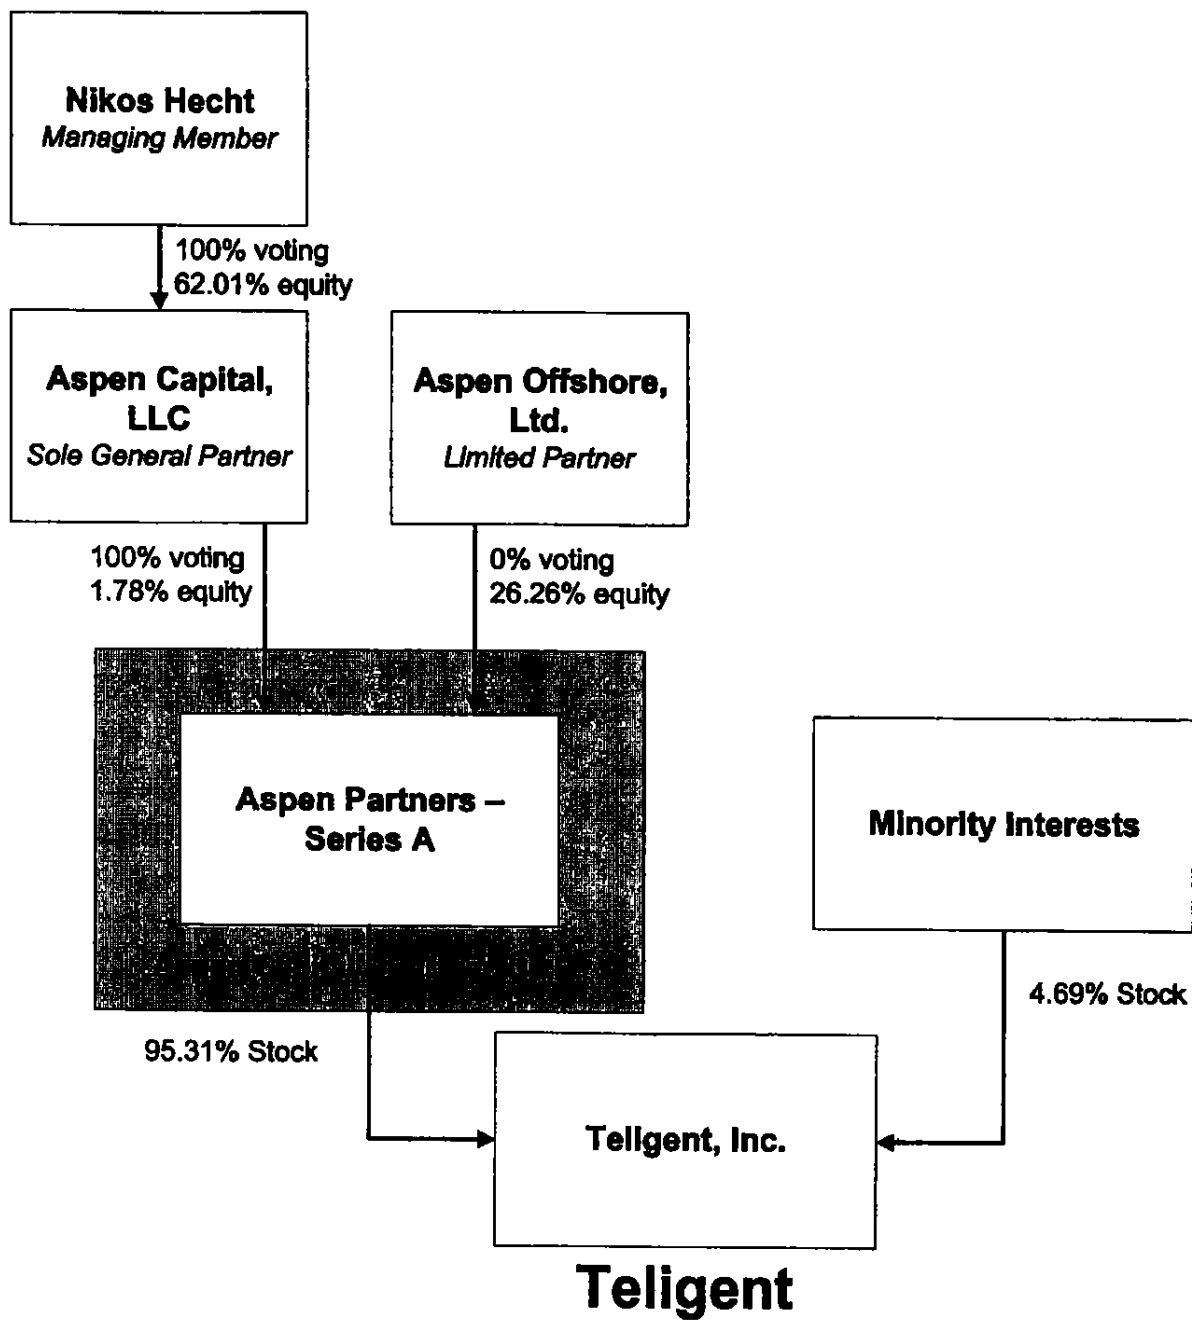 Nikos Hecht
Managing Member
100% voting
62.01% equity
Aspen Capital,
LLC
Sole General Partner
Aspen Offshore,
Ltd.
Limited Partner
100% voting
1.78% equity
0% voting
26.26% equity
Aspen Partners –
Series A
Minority Interests
95.31% Stock
4.69% Stock
Teligent, Inc.
Teligent